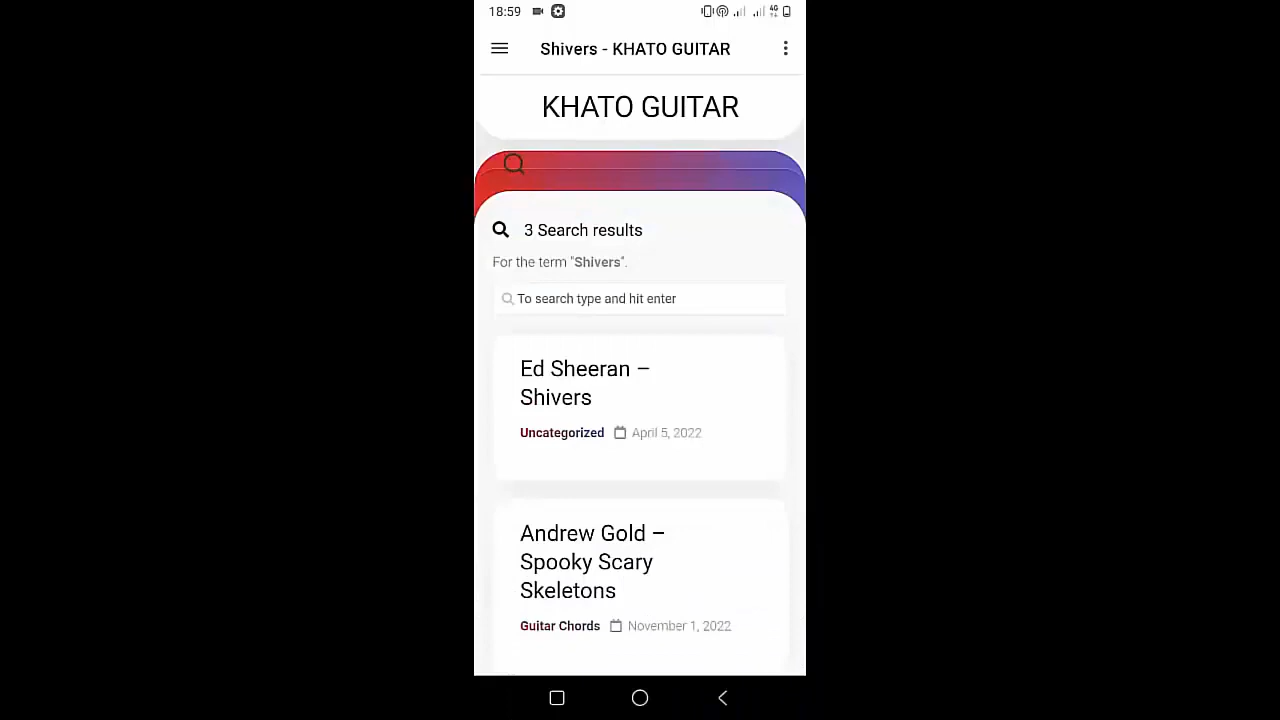 18:59
4G
Shivers - KHATO GUITAR
KHATO GUITAR
3 Search results
For the term "Shivers".
To search type and hit enter
Ed Sheeran –
Shivers
Uncategorized April 5, 2022
Andrew Gold –
Spooky Scary
Skeletons
Guitar Chords November 1, 2022